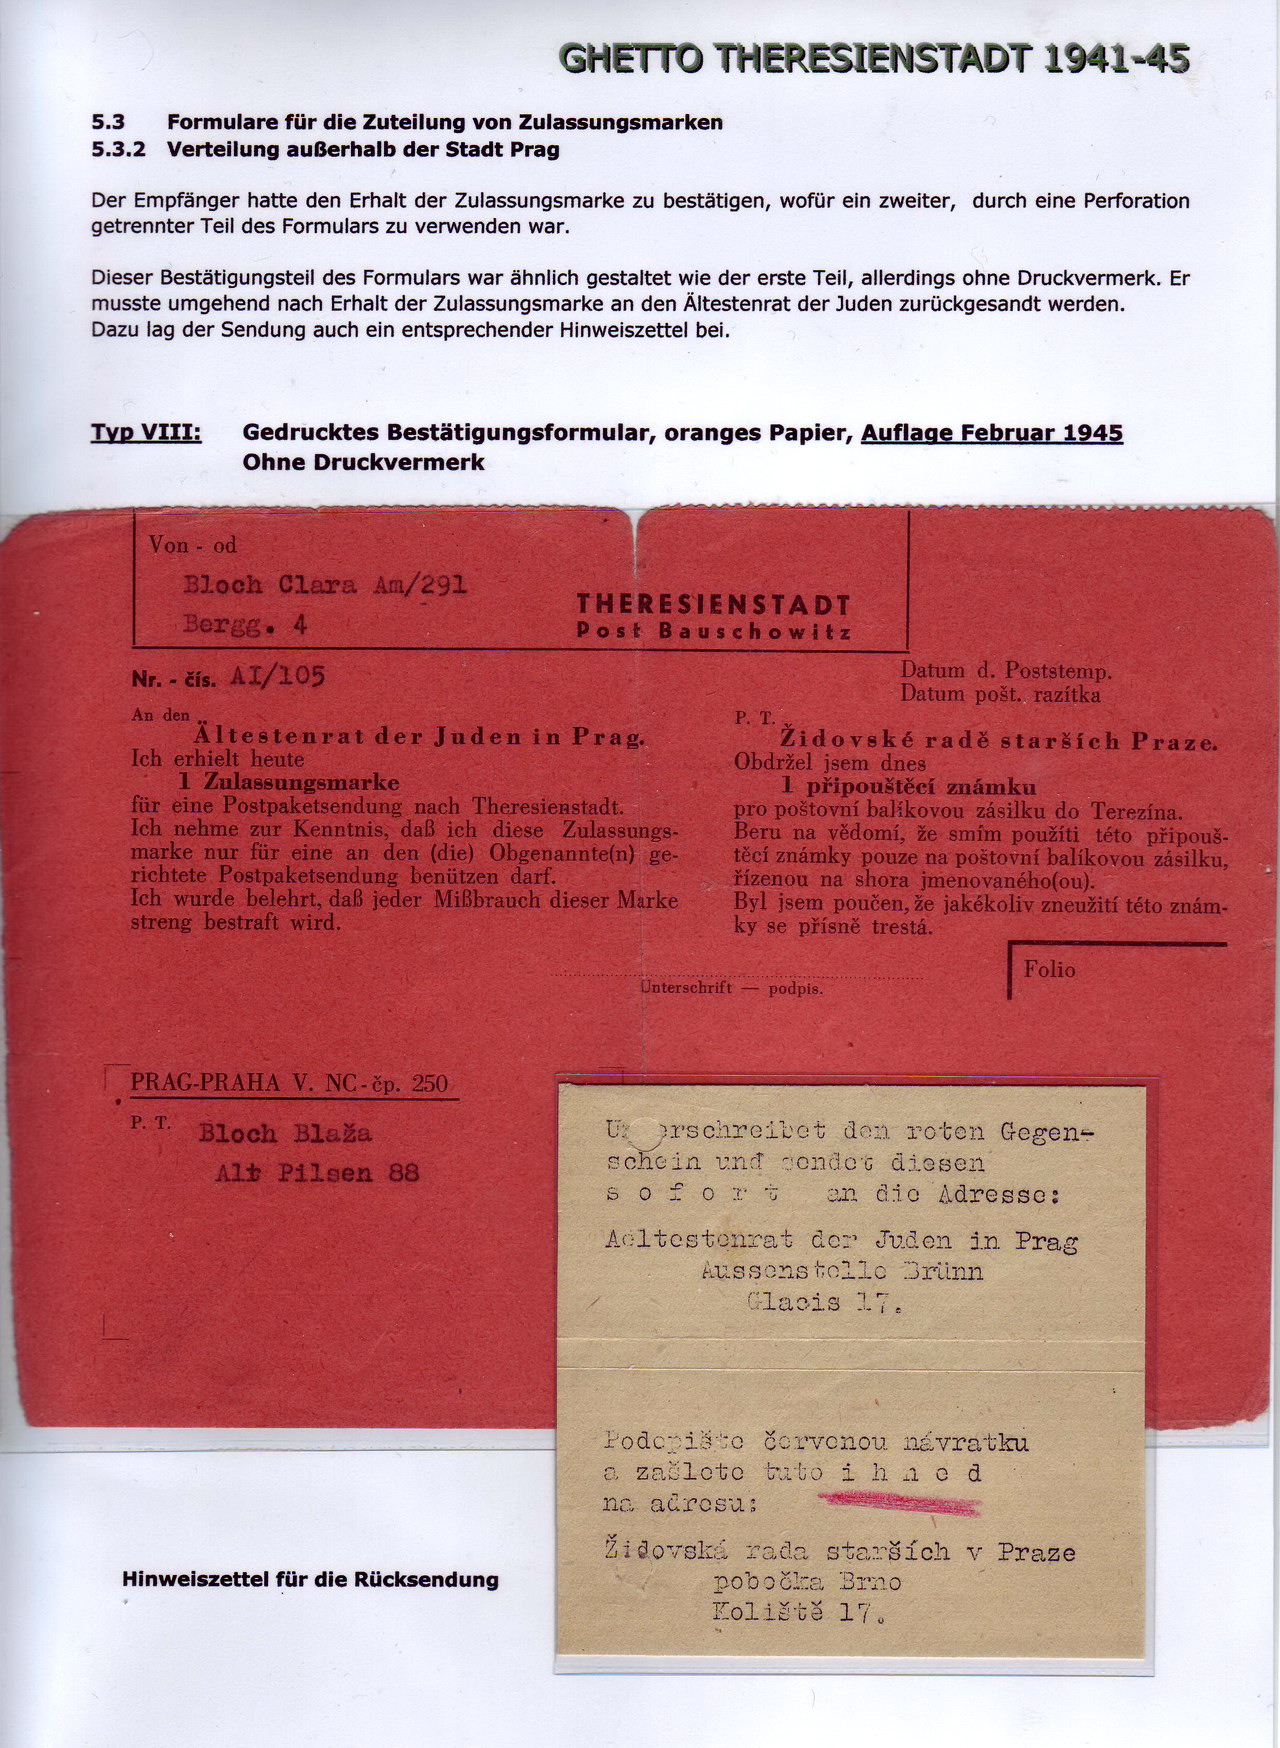 GHETTO THERESIENSTADT 1941-45
5.3 Formulare für die Zuteilung von Zulassungsmarken
5.3.2 Verteilung außerhalb der Stadt Prag
Der Empfänger hatte den Erhalt der Zulassungsmarke zu bestätigen, wofür ein zweiter, durch eine Perforation
getrennter Teil des Formulars zu verwenden war.
Dieser Bestätigungsteil des Formulars war ähnlich gestaltet wie der erste Teil, allerdings ohne Druckvermerk. Er
musste umgehend nach Erhalt der Zulassungsmarke an den Ältestenrat der Juden zurückgesandt werden.
Dazu lag der Sendung auch ein entsprechender Hinweiszettel bei.
Typ VIII: Gedrucktes Bestätigungsformular, oranges Papier, Auflage Februar 1945
Ohne Druckvermerk
Von - od
Bloch Clara Am/291
Bergg. 4
THERESIENSTADT
Post Bauschowitz
Nr. - čís. AI/105
Datum d. Poststemp.
Datum pošt. razítka
An den
Ältestenrat der Juden in Prag.
Ich erhielt heute
1 Zulassungsmarke
für eine Postpaketsendung nach Theresienstadt.
Ich nehme zur Kenntnis, daß ich diese Zulassungs-
marke nur für eine an den (die) Obgenannte(n) ge-
richtete Postpaketsendung benützen darf.
Ich wurde belehrt, daß jeder Mißbrauch dieser Marke
streng bestraft wird.
P. T.
Židovské radě starších Praze.
Obdržel jsem dnes
1 připouštěcí známku
pro poštovní balíkovou zásilku do Terezína.
Beru na vědomí, že smím použíti této připouš-
těcí známky pouze na poštovní balíkovou zásilku,
řízenou na shora jmenovaného(ou).
Byl jsem poučen, že jakékoliv zneužití této znám-
ky se přísně trestá.
Unterschrift — podpis.
Folio
PRAG-PRAHA V. NC-čp. 250
P. T. Bloch Blaža
Alt Pilsen 88
Unterschreibet den roten Gegen-
schein und sendet diesen
s o f o r t an die Adresse:
Aeltestenrat der Juden in Prag
Aussenstelle Brünn
Glacis 17.
Podepište červenou návratku
a zašlete tuto i h n e d
na adresu:
Židovská rada starších v Praze
pobočka Brno
Koliště 17.
Hinweiszettel für die Rücksendung